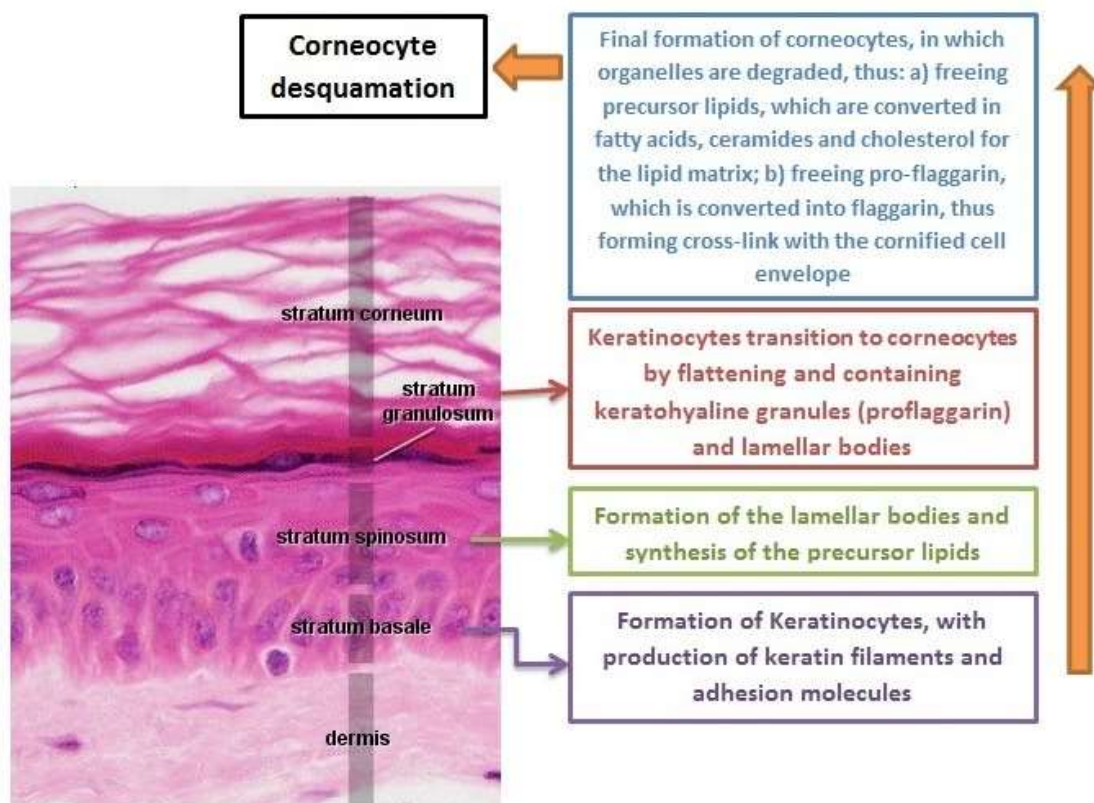 Corneocyte
desquamation
Final formation of corneocytes, in which
organelles are degraded, thus: a) freeing
precursor lipids, which are converted in
fatty acids, ceramides and cholesterol for
the lipid matrix; b) freeing pro-flaggarin,
which is converted into flaggarin, thus
forming cross-link with the cornified cell
envelope
stratum corneum
stratum
granulosum
Keratinocytes transition to corneocytes
by flattening and containing
keratohyaline granules (proflaggarin)
and lamellar bodies
stratum spinosum
Formation of the lamellar bodies and
synthesis of the precursor lipids
stratum basale
Formation of Keratinocytes, with
production of keratin filaments and
adhesion molecules
dermis